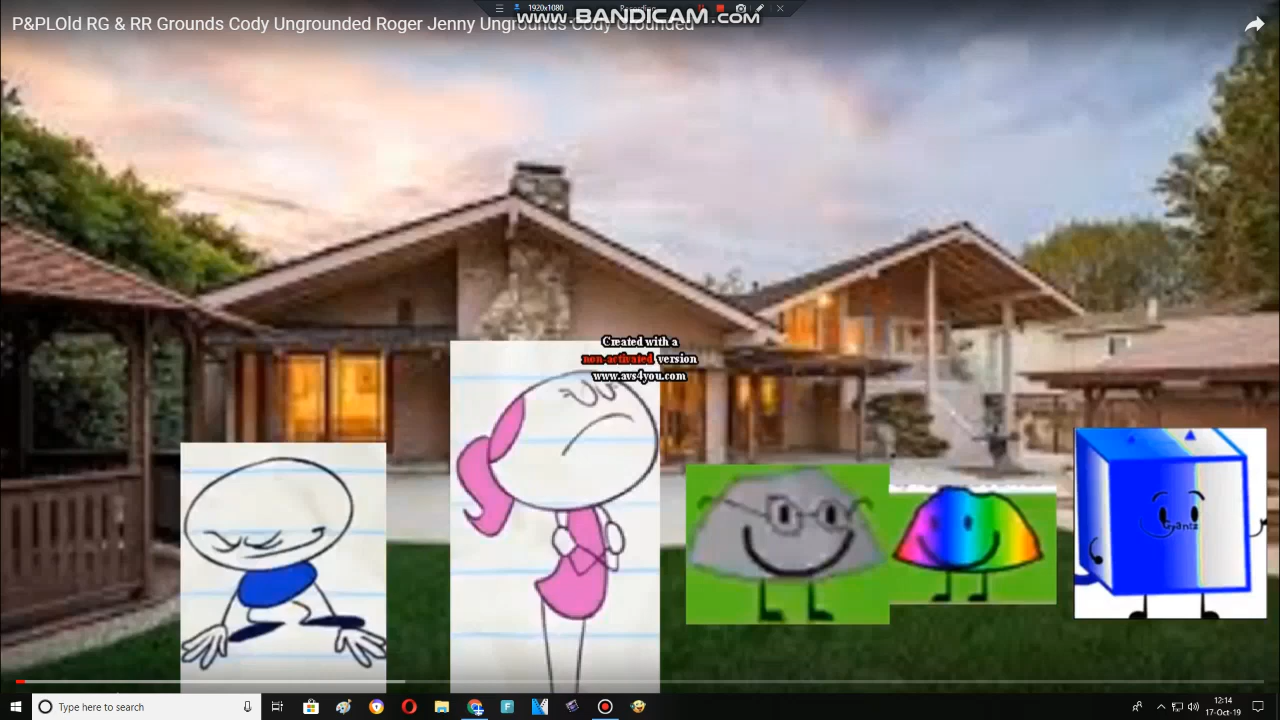 1920x1080
Recording
www.BANDICAM.com
P&PLOld RG & RR Grounds Cody Ungrounded Roger Jenny Ungrounds Cody Grounded
Created with a
non-activated version
www.avs4you.com
Type here to search
12:14
17-Oct-19